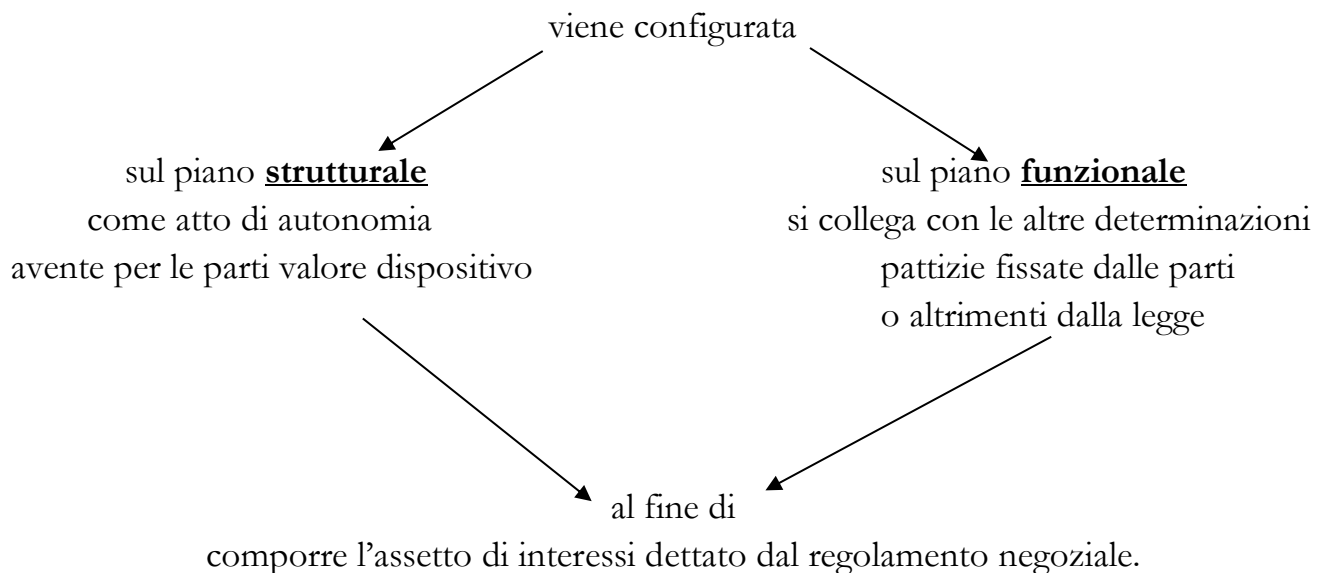 viene configurata
sul piano strutturale
come atto di autonomia
avente per le parti valore dispositivo
sul piano funzionale
si collega con le altre determinazioni
pattizie fissate dalle parti
o altrimenti dalla legge
al fine di
comporre l’assetto di interessi dettato dal regolamento negoziale.